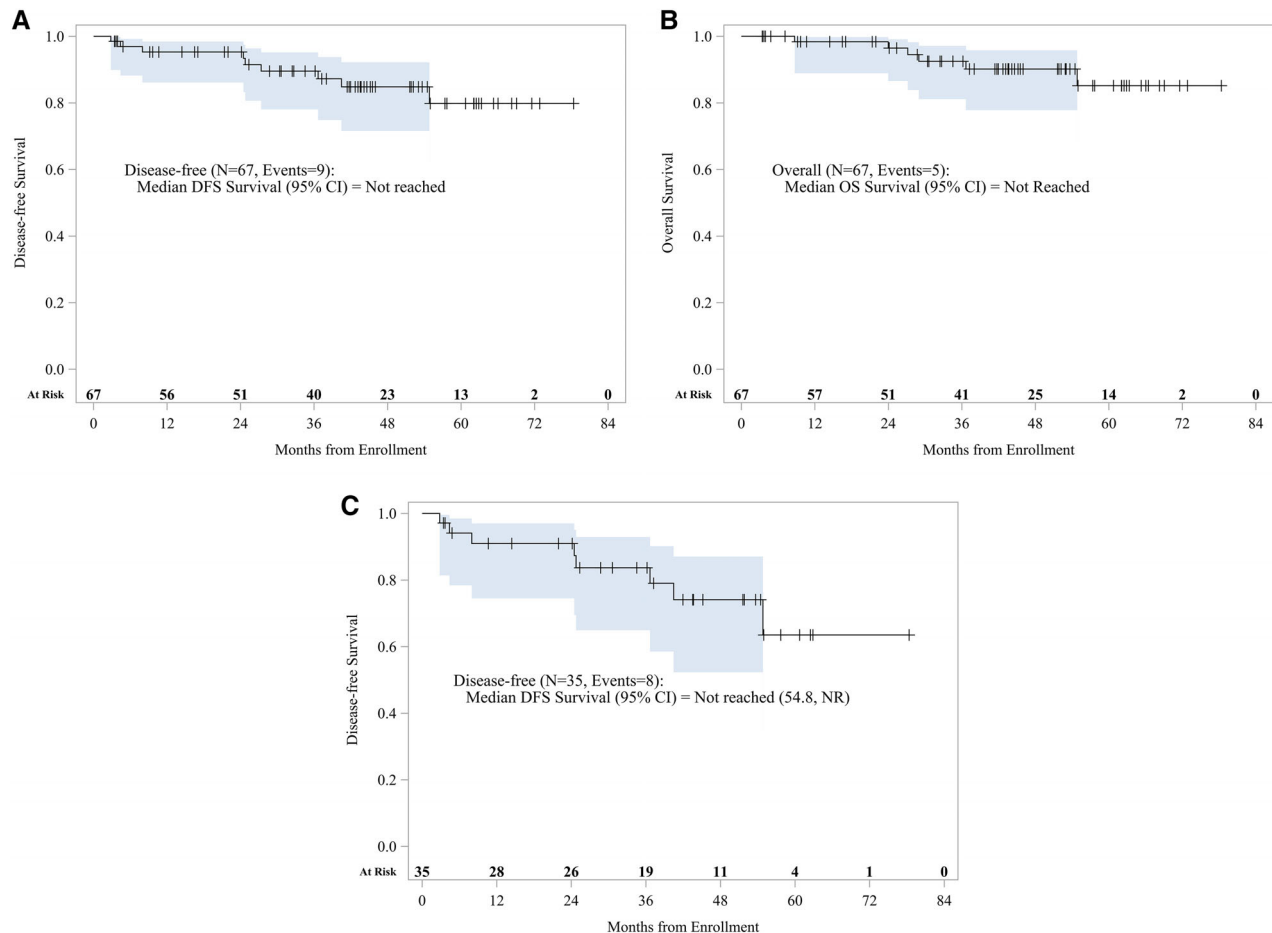 A
1.0
0.8
0.6
0.4
0.2
0.0
Disease-free Survival
Disease-free (N=67, Events=9):
Median DFS Survival (95% CI) = Not reached
At Risk
67 56 51 40 23 13 2 0
0 12 24 36 48 60 72 84
Months from Enrollment
B
1.0
0.8
0.6
0.4
0.2
0.0
Overall Survival
Overall (N=67, Events=5):
Median OS Survival (95% CI) = Not Reached
At Risk
67 57 51 41 25 14 2 0
0 12 24 36 48 60 72 84
Months from Enrollment
C
1.0
0.8
0.6
0.4
0.2
0.0
Disease-free Survival
Disease-free (N=35, Events=8):
Median DFS Survival (95% CI) = Not reached (54.8, NR)
At Risk
35 28 26 19 11 4 1 0
0 12 24 36 48 60 72 84
Months from Enrollment